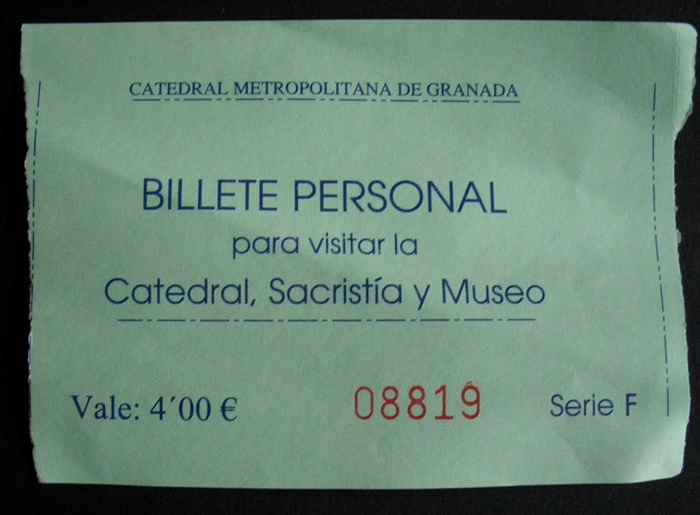 CATEDRAL METROPOLITANA DE GRANADA
BILLETE PERSONAL
para visitar la
Catedral, Sacristía y Museo
Vale: 4´00 € 08819 Serie F